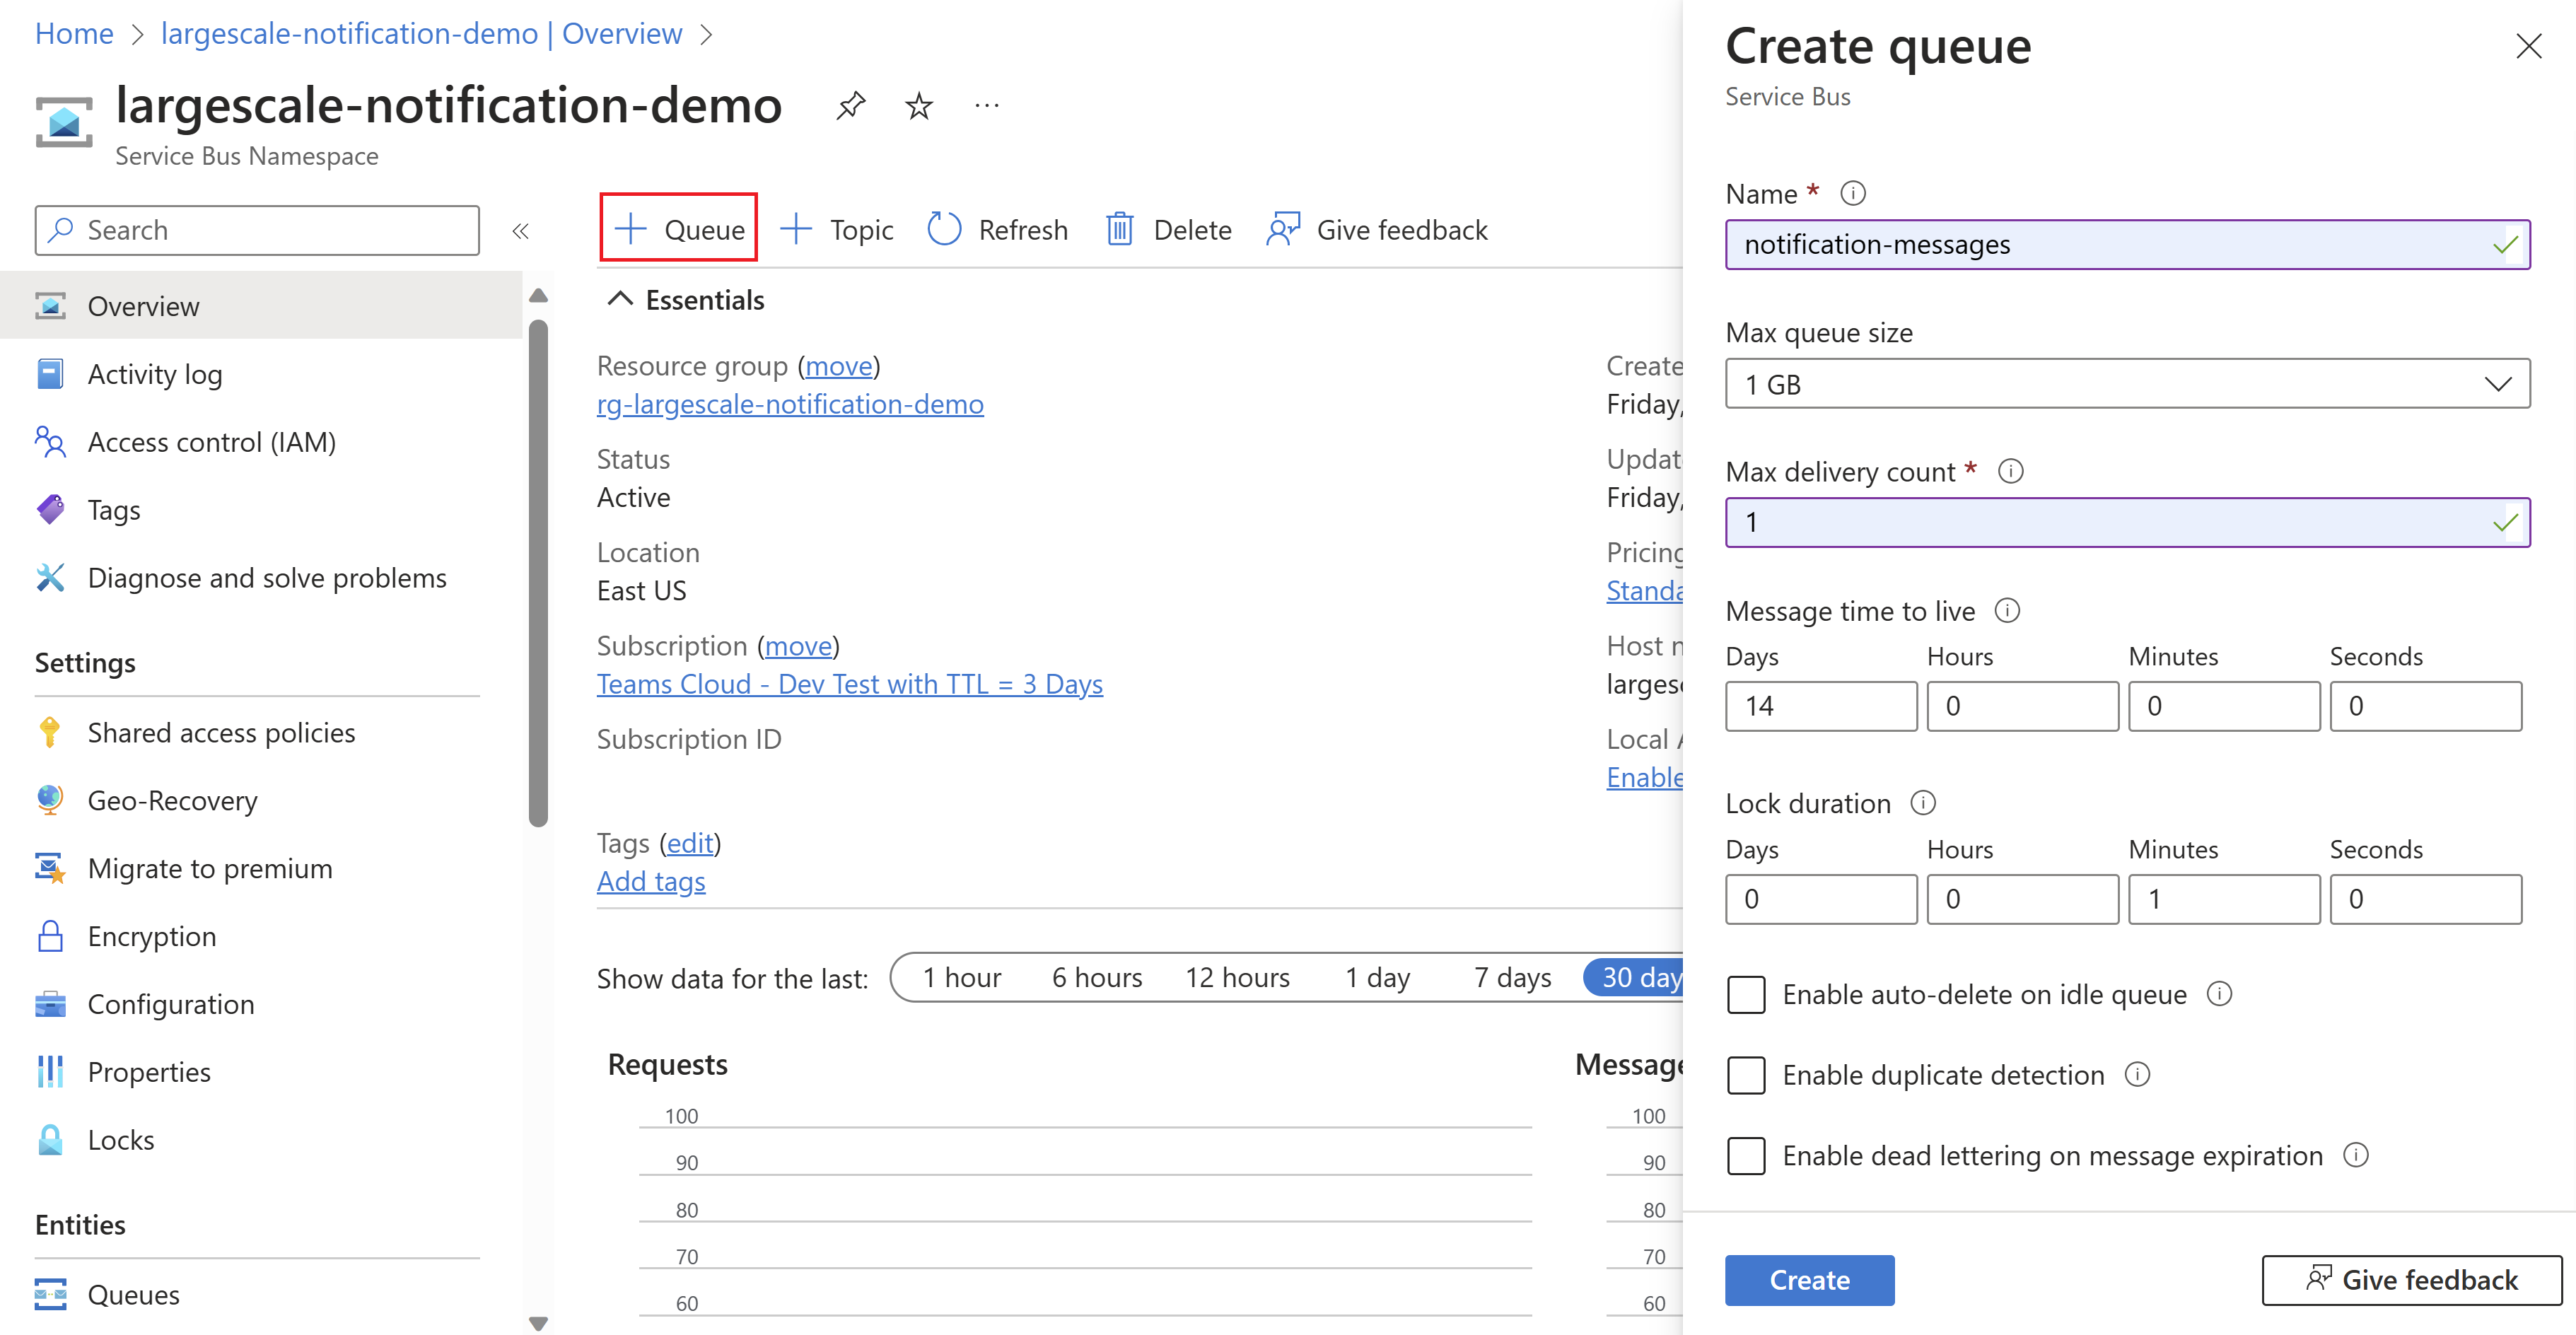 Home > largescale-notification-demo | Overview >
largescale-notification-demo
Service Bus Namespace
Search
Overview
Activity log
Access control (IAM)
Tags
Diagnose and solve problems
Settings
Shared access policies
Geo-Recovery
Migrate to premium
Encryption
Configuration
Properties
Locks
Entities
Queues
Queue
Topic
Refresh
Delete
Give feedback
Essentials
Resource group (move)
rg-largescale-notification-demo
Status
Active
Location
East US
Subscription (move)
Teams Cloud - Dev Test with TTL = 3 Days
Subscription ID
Tags (edit)
Add tags
Create
Friday,
Updat
Friday,
Pricing
Standa
Host n
larges
Local A
Enable
Show data for the last: 1 hour 6 hours 12 hours 1 day 7 days 30 day
Requests
100
90
80
70
60
Message
100
90
80
70
60
Create queue
Service Bus
Name *
notification-messages
Max queue size
1 GB
Max delivery count *
1
Message time to live
Days Hours Minutes Seconds
14 0 0 0
Lock duration
Days Hours Minutes Seconds
0 0 1 0
Enable auto-delete on idle queue
Enable duplicate detection
Enable dead lettering on message expiration
Create
Give feedback